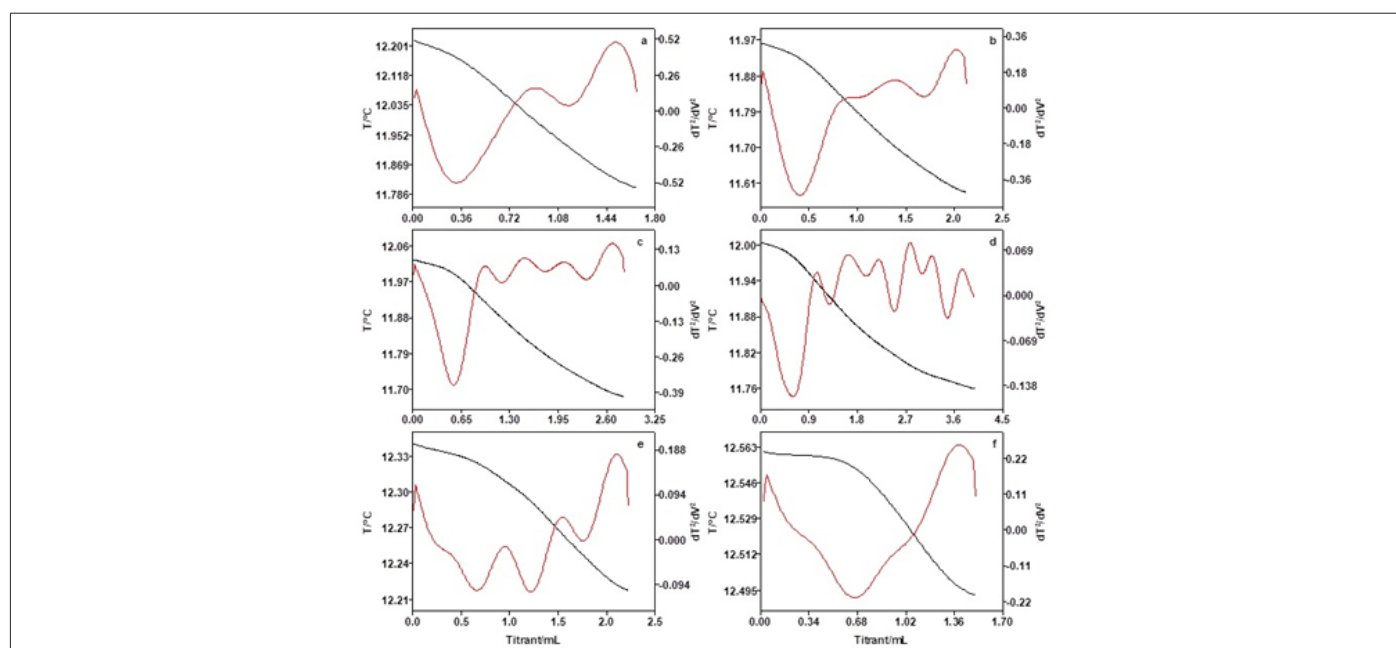 a
12.201
12.118
12.035
11.952
11.869
11.786
T/°C
0.52
0.26
0.00
-0.26
-0.52
dT²/dV²
0.00 0.36 0.72 1.08 1.44 1.80
b
11.97
11.88
11.79
11.70
11.61
T/°C
0.36
0.18
0.00
-0.18
-0.36
dT²/dV²
0.0 0.5 1.0 1.5 2.0 2.5
c
12.06
11.97
11.88
11.79
11.70
T/°C
0.13
0.00
-0.13
-0.26
-0.39
dT²/dV²
0.00 0.65 1.30 1.95 2.60 3.25
d
12.00
11.94
11.88
11.82
11.76
T/°C
0.069
0.000
-0.069
-0.138
dT²/dV²
0.0 0.9 1.8 2.7 3.6 4.5
e
12.33
12.30
12.27
12.24
12.21
T/°C
0.188
0.094
0.000
-0.094
dT²/dV²
0.0 0.5 1.0 1.5 2.0 2.5
Titrant/mL
f
12.563
12.546
12.529
12.512
12.495
T/°C
0.22
0.11
0.00
-0.11
-0.22
dT²/dV²
0.00 0.34 0.68 1.02 1.36 1.70
Titrant/mL